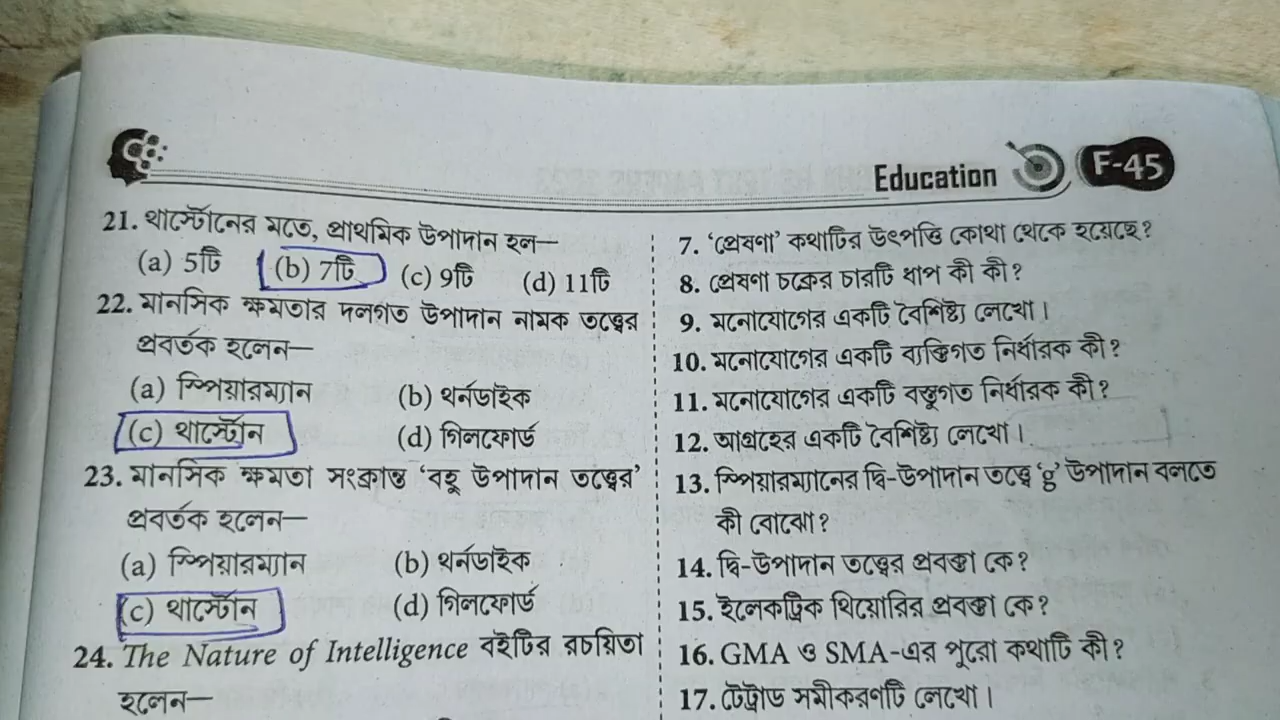 Education
F-45
21. থার্স্টোনের মতে, প্রাথমিক উপাদান হল—
(a) 5টি (b) 7টি (c) 9টি (d) 11টি
22. মানসিক ক্ষমতার দলগত উপাদান নামক তত্ত্বের
প্রবর্তক হলেন—
(a) স্পিয়ারম্যান (b) থর্নডাইক
(c) থার্স্টোন (d) গিলফোর্ড
23. মানসিক ক্ষমতা সংক্রান্ত ‘বহু উপাদান তত্ত্বের’
প্রবর্তক হলেন—
(a) স্পিয়ারম্যান (b) থর্নডাইক
(c) থার্স্টোন (d) গিলফোর্ড
24. The Nature of Intelligence বইটির রচয়িতা
হলেন—
7. ‘প্রেষণা’ কথাটির উৎপত্তি কোথা থেকে হয়েছে?
8. প্রেষণা চক্রের চারটি ধাপ কী কী?
9. মনোযোগের একটি বৈশিষ্ট্য লেখো।
10. মনোযোগের একটি ব্যক্তিগত নির্ধারক কী?
11. মনোযোগের একটি বস্তুগত নির্ধারক কী?
12. আগ্রহের একটি বৈশিষ্ট্য লেখো।
13. স্পিয়ারম্যানের দ্বি-উপাদান তত্ত্বে ‘g’ উপাদান বলতে
কী বোঝো?
14. দ্বি-উপাদান তত্ত্বের প্রবক্তা কে?
15. ইলেকট্রিক থিয়োরির প্রবক্তা কে?
16. GMA ও SMA-এর পুরো কথাটি কী?
17. টেট্রাড সমীকরণটি লেখো।